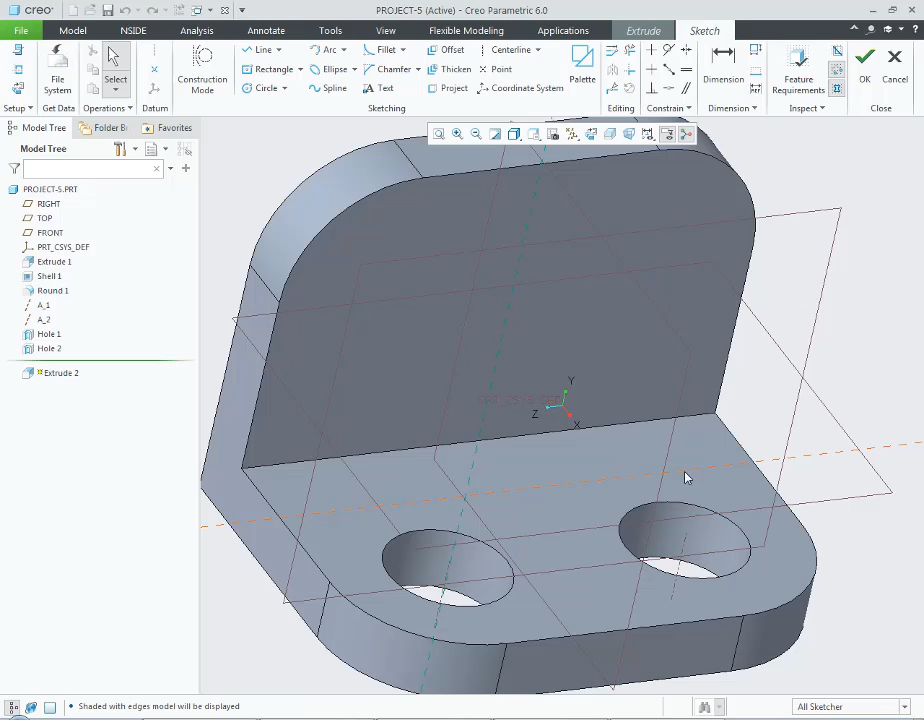 creo
PROJECT-5 (Active) - Creo Parametric 6.0
File Model NSIDE Analysis Annotate Tools View Flexible Modeling Applications Extrude Sketch
File System
Select
Construction Mode
Line Arc Fillet Offset Centerline
Rectangle Ellipse Chamfer Thicken Point
Circle Spline Text Project Coordinate System
Palette
Dimension
Feature Requirements
OK Cancel
Setup Get Data Operations Datum Sketching Editing Constrain Dimension Inspect Close
Model Tree Folder B Favorites
Model Tree
PROJECT-5.PRT
RIGHT
TOP
FRONT
PRT_CSYS_DEF
Extrude 1
Shell 1
Round 1
A_1
A_2
Hole 1
Hole 2
Extrude 2
Y
PRT_CSYS_DEF
Z
X
Shaded with edges model will be displayed
All Sketcher